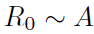 R₀ ∼ A